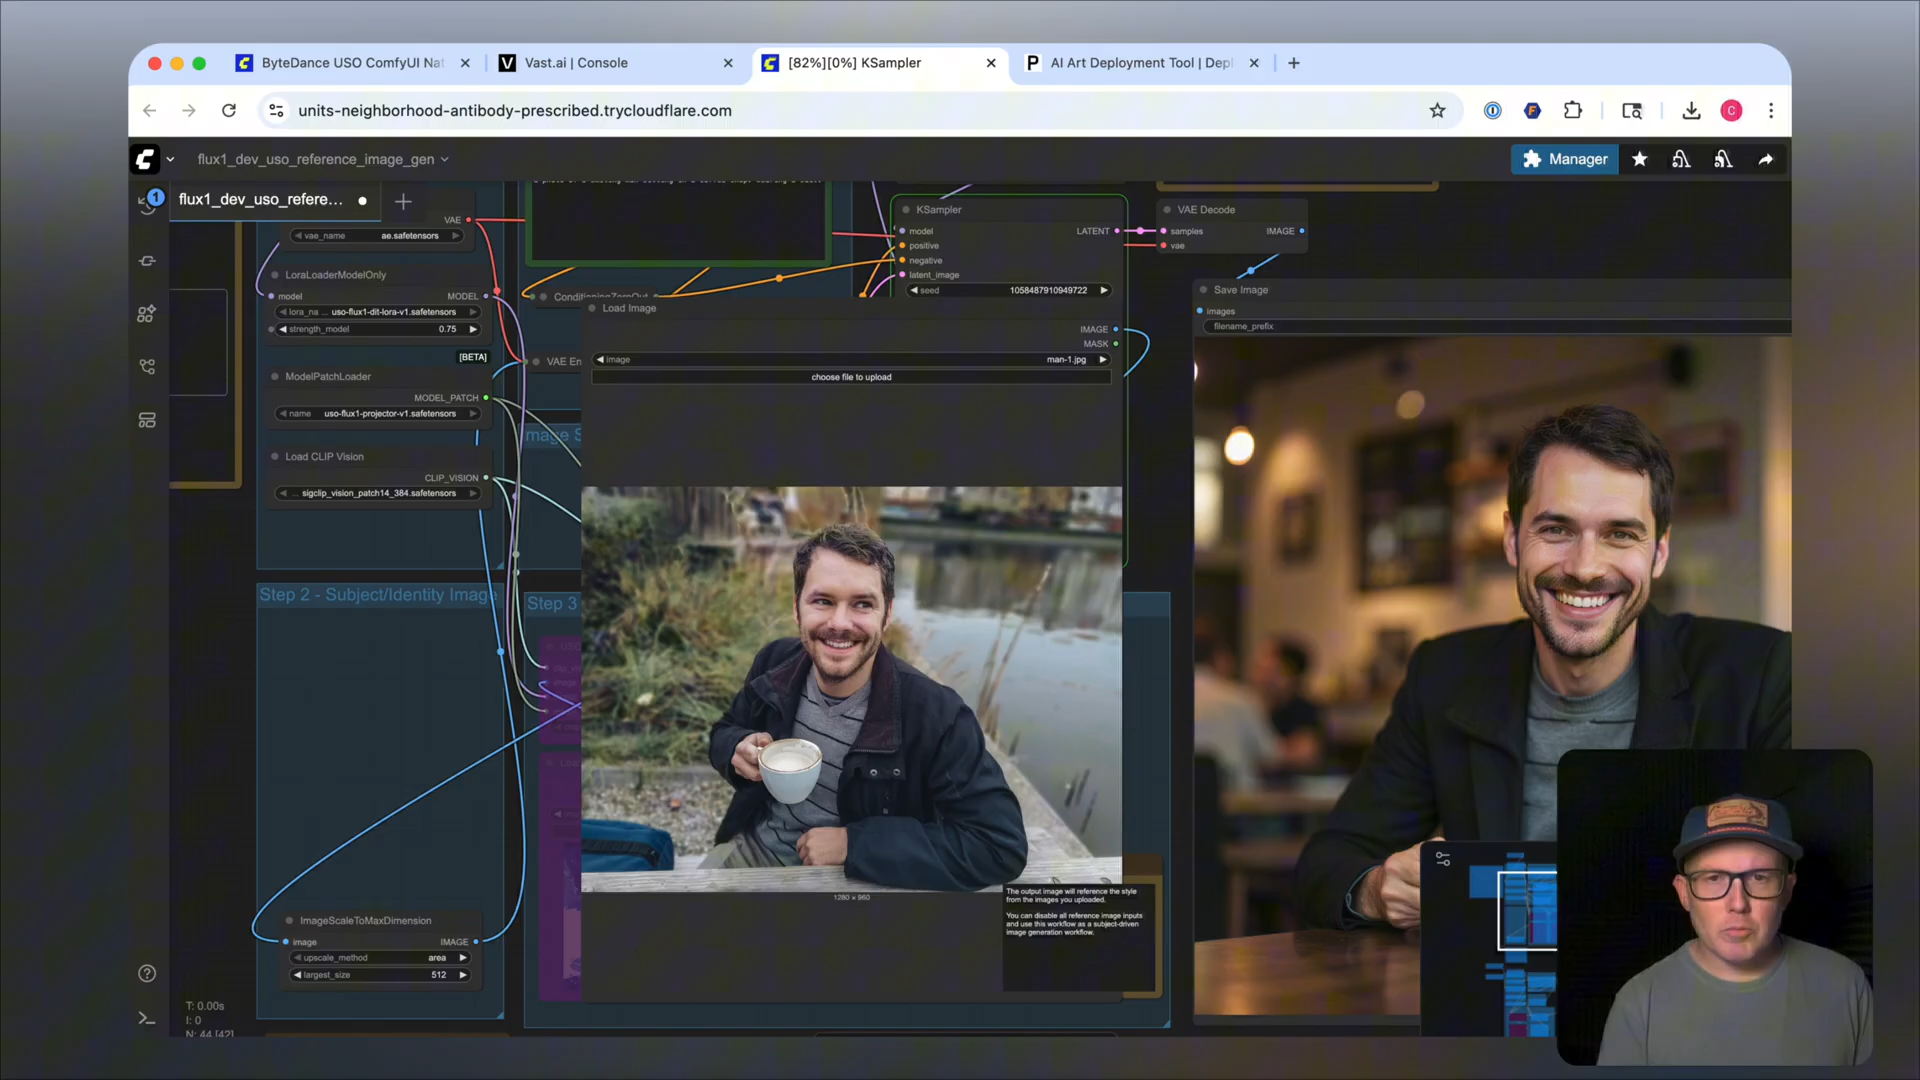 ByteDance USO ComfyUI Nat
Vast.ai | Console
[82%][0%] KSampler
AI Art Deployment Tool | Depl
units-neighborhood-antibody-prescribed.trycloudflare.com
flux1_dev_uso_reference_image_gen
Manager
1
flux1_dev_uso_refere...
VAE
vae_name ae.safetensors
LoraLoaderModelOnly
model MODEL
lora_na ... uso-flux1-dit-lora-v1.safetensors
strength_model 0.75
[BETA]
ModelPatchLoader
MODEL_PATCH
name uso-flux1-projector-v1.safetensors
Load CLIP Vision
CLIP_VISION
... sigclip_vision_patch14_384.safetensors
Step 2 - Subject/Identity Image
ImageScaleToMaxDimension
image IMAGE
upscale_method area
largest_size 512
ConditioningZeroOut
VAE En
mage S
Step 3
KSampler
model LATENT
positive
negative
latent_image
seed 1058487910949722
Load Image
IMAGE
MASK
image man-1.jpg
choose file to upload
1280 × 960
The output image will reference the style
from the images you uploaded.
You can disable all reference image inputs
and use this workflow as a subject-driven
image generation workflow.
VAE Decode
samples IMAGE
vae
Save Image
images
filename_prefix
T: 0.00s
I: 0
N: 44 [42]